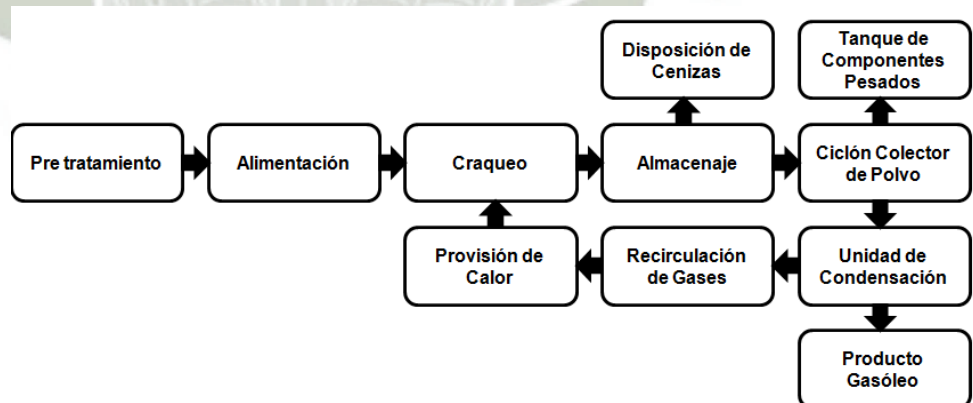 Disposición de
Cenizas
Tanque de
Componentes
Pesados
Pre tratamiento
Alimentación
Craqueo
Almacenaje
Ciclón Colector
de Polvo
Provisión de
Calor
Recirculación
de Gases
Unidad de
Condensación
Producto
Gasóleo